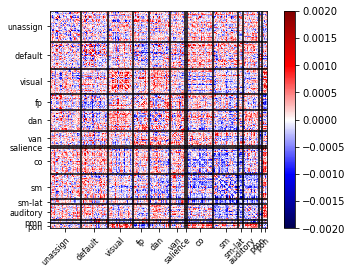 unassign
default
visual
fp
dan
van
salience
co
sm
sm-lat
auditory
pmn
pon
unassign
default
visual
fp
dan
van
salience
co
sm
sm-lat
auditory
0.0020
0.0015
0.0010
0.0005
0.0000
−0.0005
−0.0010
−0.0015
−0.0020